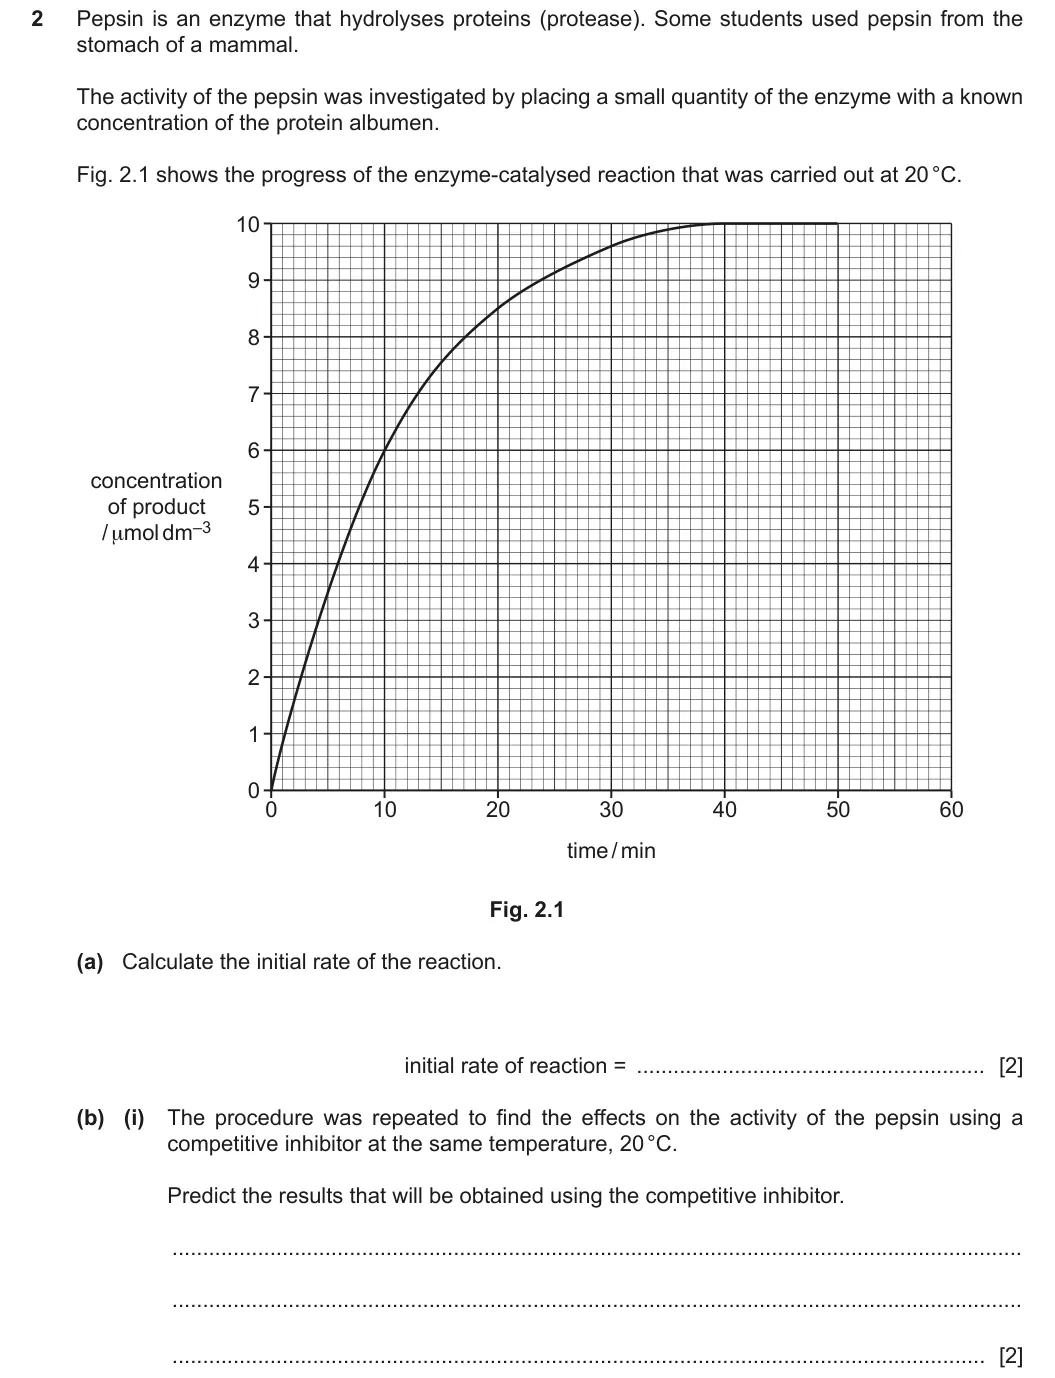 2 Pepsin is an enzyme that hydrolyses proteins (protease). Some students used pepsin from the
stomach of a mammal.
The activity of the pepsin was investigated by placing a small quantity of the enzyme with a known
concentration of the protein albumen.
Fig. 2.1 shows the progress of the enzyme-catalysed reaction that was carried out at 20 °C.
10
9
8
7
6
5
4
3
2
1
0
concentration
of product
/ μmol dm⁻³
0 10 20 30 40 50 60
time / min
Fig. 2.1
(a) Calculate the initial rate of the reaction.
initial rate of reaction = ......................................................... [2]
(b) (i) The procedure was repeated to find the effects on the activity of the pepsin using a
competitive inhibitor at the same temperature, 20 °C.
Predict the results that will be obtained using the competitive inhibitor.
...........................................................................................................................................
...........................................................................................................................................
..................................................................................................................................... [2]